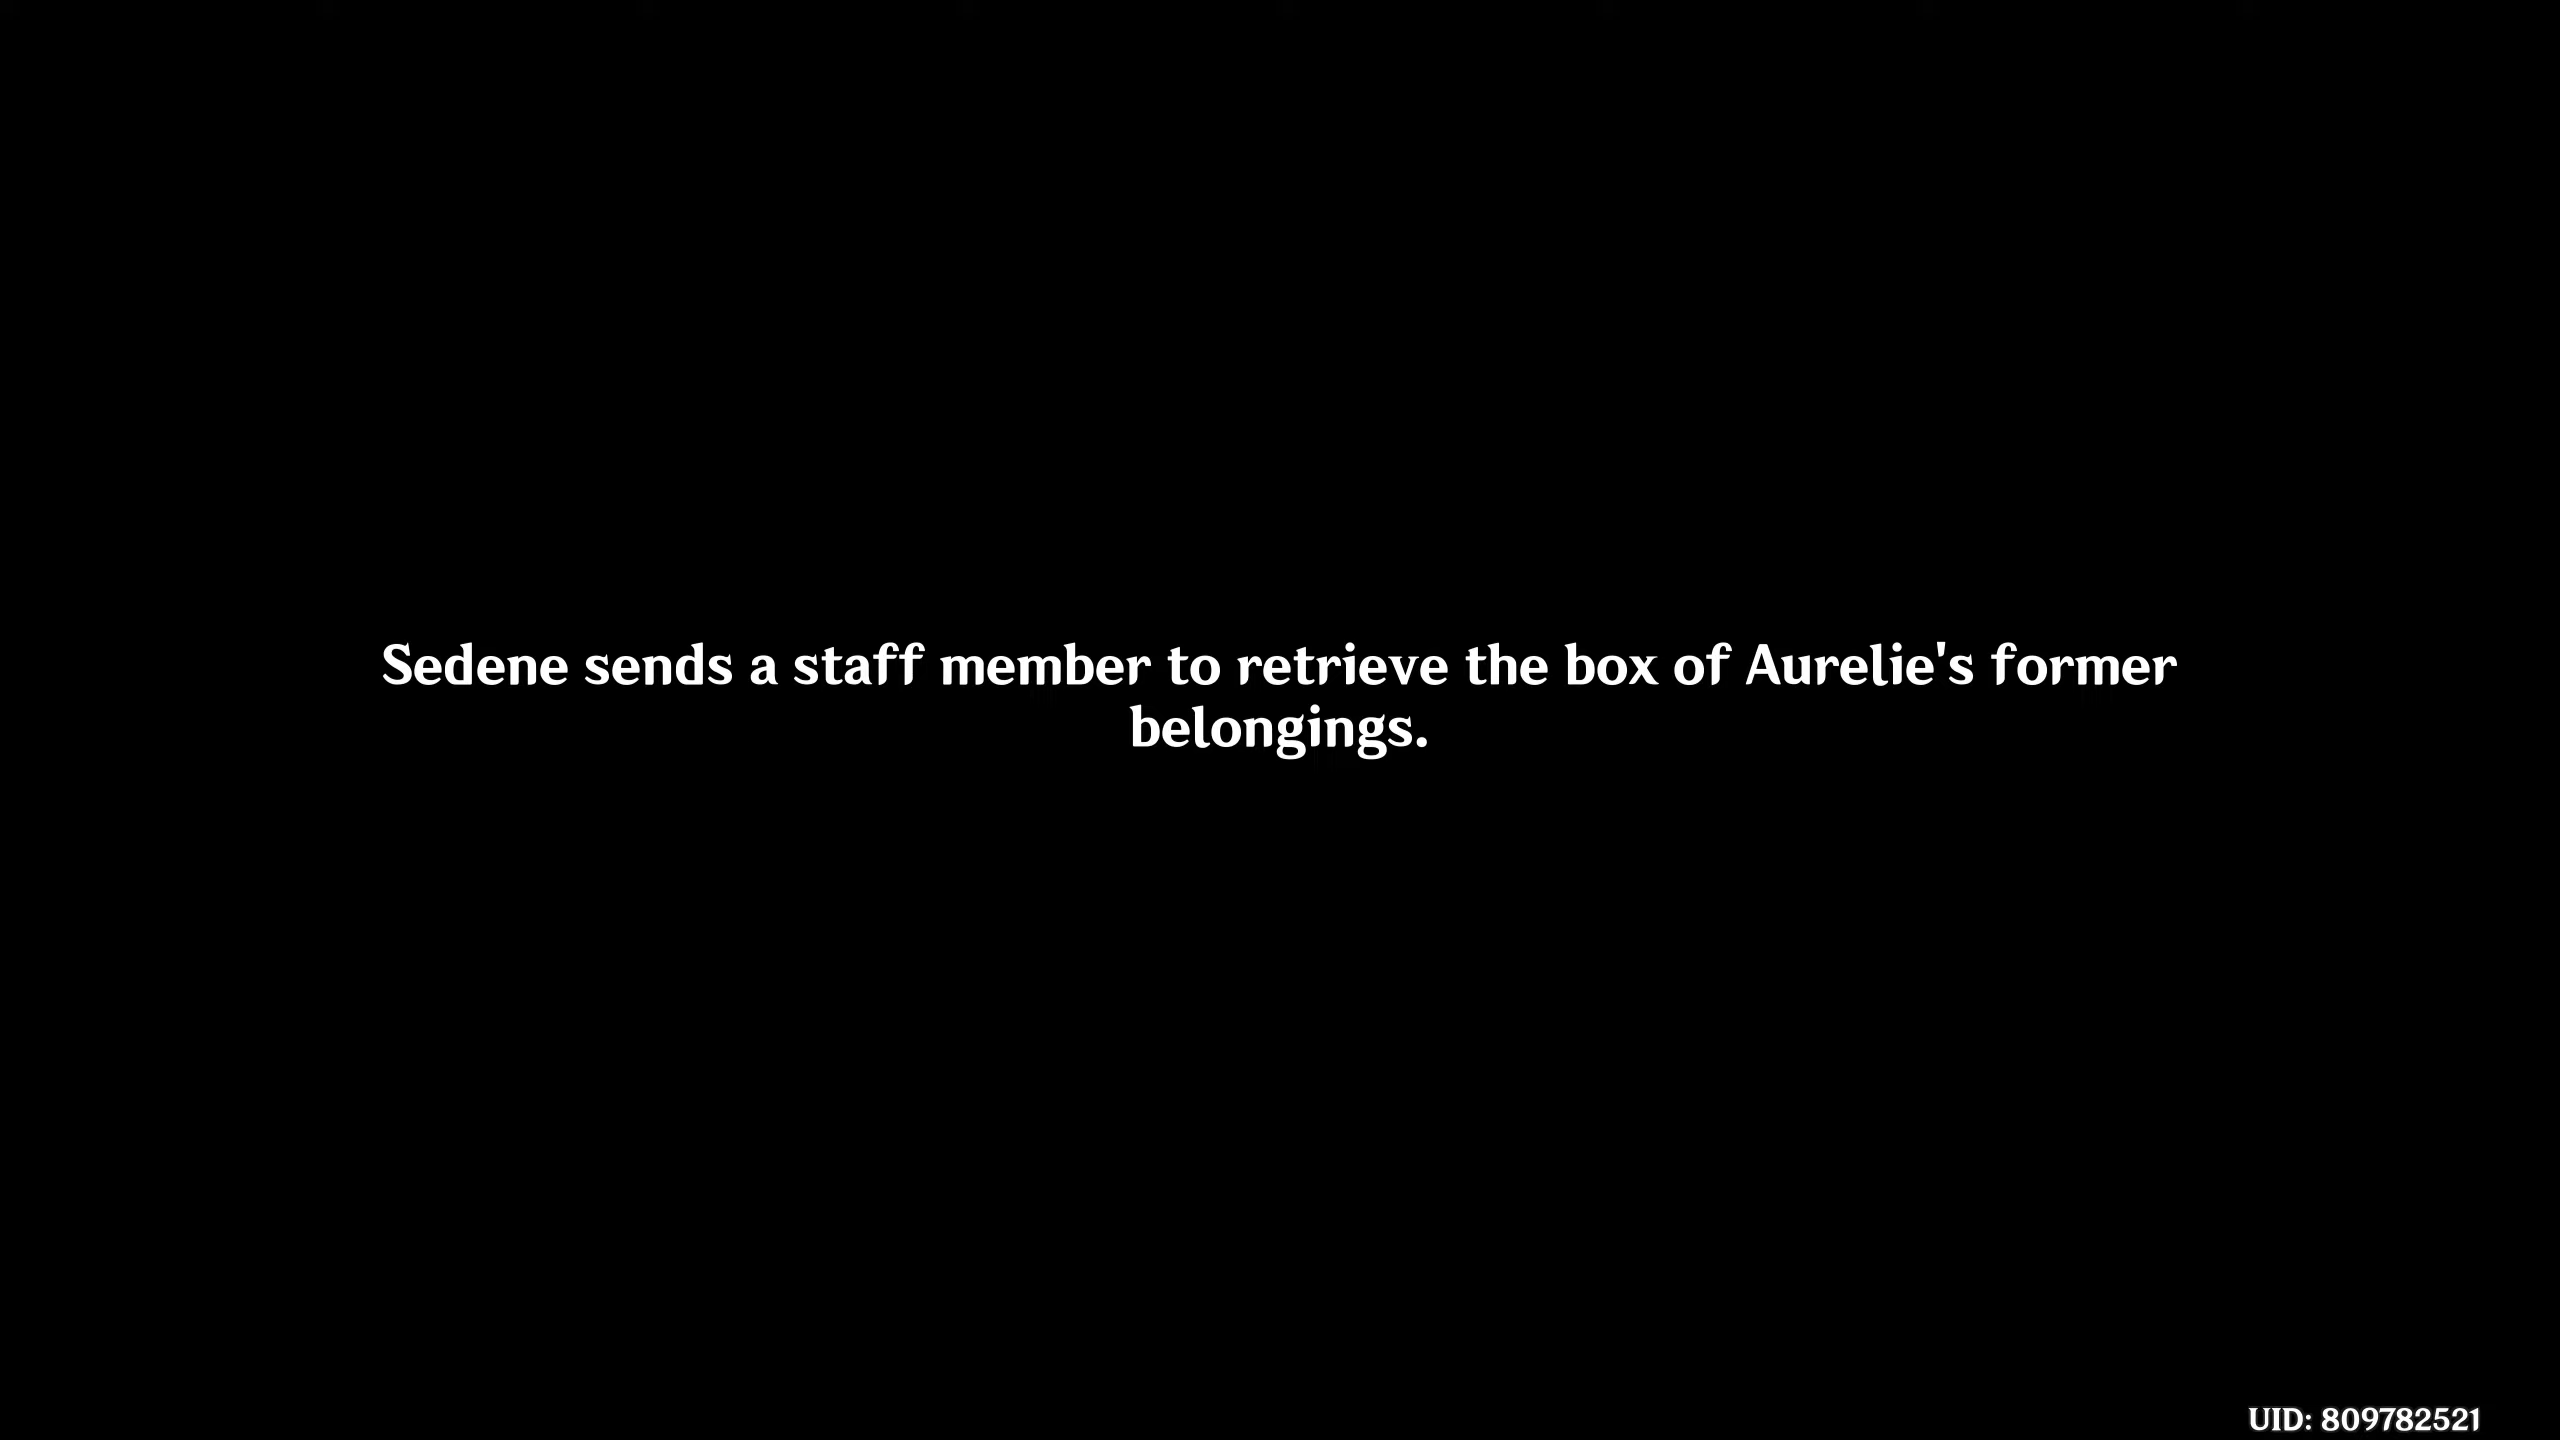 Sedene sends a staff member to retrieve the box of Aurelie's former
belongings.
UID: 809782521